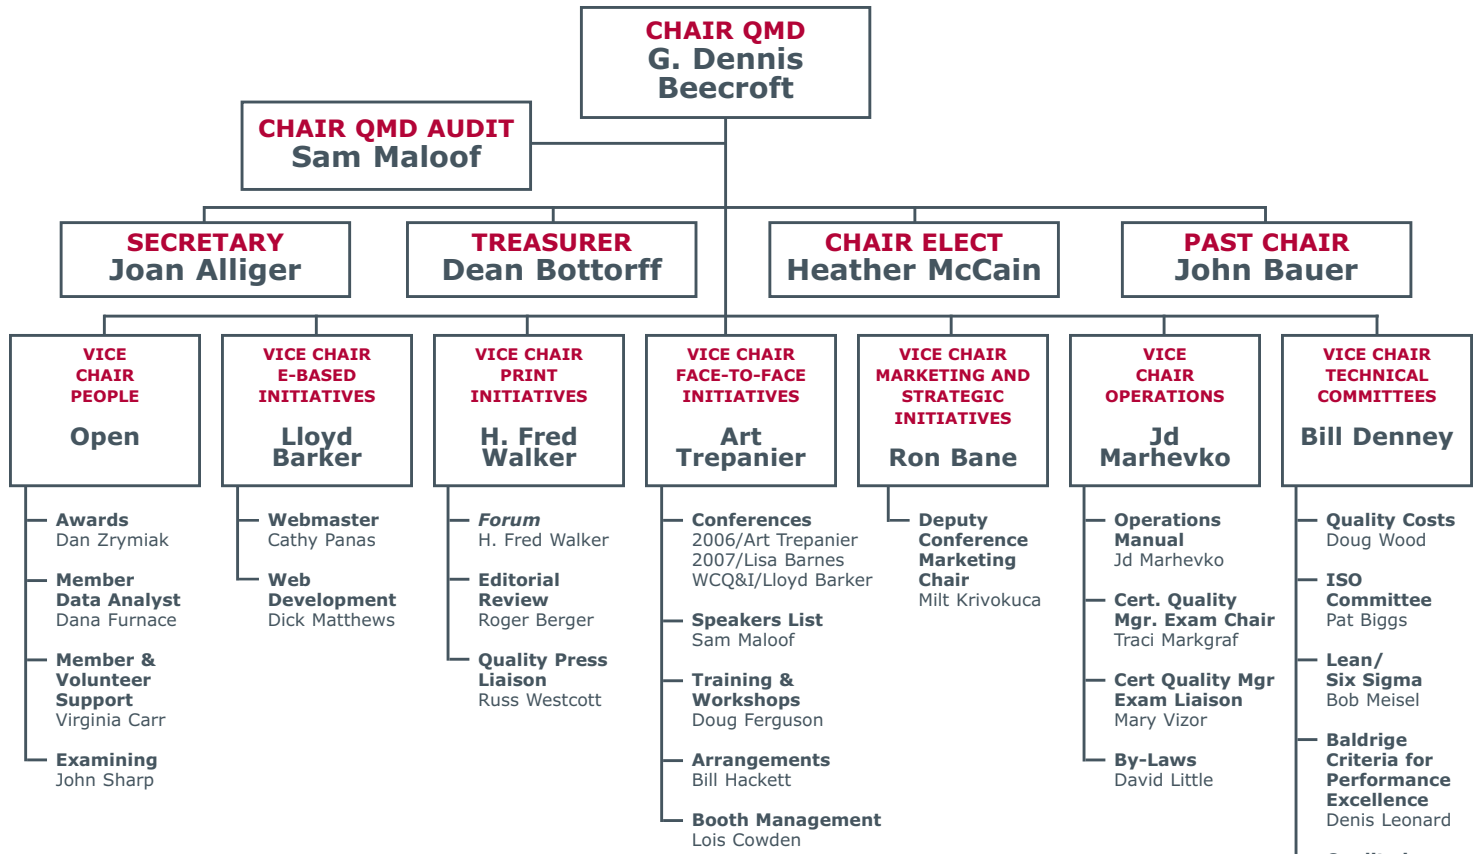 CHAIR QMD
G. Dennis
Beecroft
CHAIR QMD AUDIT
Sam Maloof
SECRETARY
Joan Alliger
TREASURER
Dean Bottorff
CHAIR ELECT
Heather McCain
PAST CHAIR
John Bauer
VICE
CHAIR
PEOPLE
Open
Awards
Dan Zrymiak
Member
Data Analyst
Dana Furnace
Member &
Volunteer
Support
Virginia Carr
Examining
John Sharp
VICE CHAIR
E-BASED
INITIATIVES
Lloyd
Barker
Webmaster
Cathy Panas
Web
Development
Dick Matthews
VICE CHAIR
PRINT
INITIATIVES
H. Fred
Walker
Forum
H. Fred Walker
Editorial
Review
Roger Berger
Quality Press
Liaison
Russ Westcott
VICE CHAIR
FACE-TO-FACE
INITIATIVES
Art
Trepanier
Conferences
2006/Art Trepanier
2007/Lisa Barnes
WCQ&I/Lloyd Barker
Speakers List
Sam Maloof
Training &
Workshops
Doug Ferguson
Arrangements
Bill Hackett
Booth Management
Lois Cowden
VICE CHAIR
MARKETING AND
STRATEGIC
INITIATIVES
Ron Bane
Deputy
Conference
Marketing
Chair
Milt Krivokuca
VICE
CHAIR
OPERATIONS
Jd
Marhevko
Operations
Manual
Jd Marhevko
Cert. Quality
Mgr. Exam Chair
Traci Markgraf
Cert Quality Mgr
Exam Liaison
Mary Vizor
By-Laws
David Little
VICE CHAIR
TECHNICAL
COMMITTEES
Bill Denney
Quality Costs
Doug Wood
ISO
Committee
Pat Biggs
Lean/
Six Sigma
Bob Meisel
Baldrige
Criteria for
Performance
Excellence
Denis Leonard